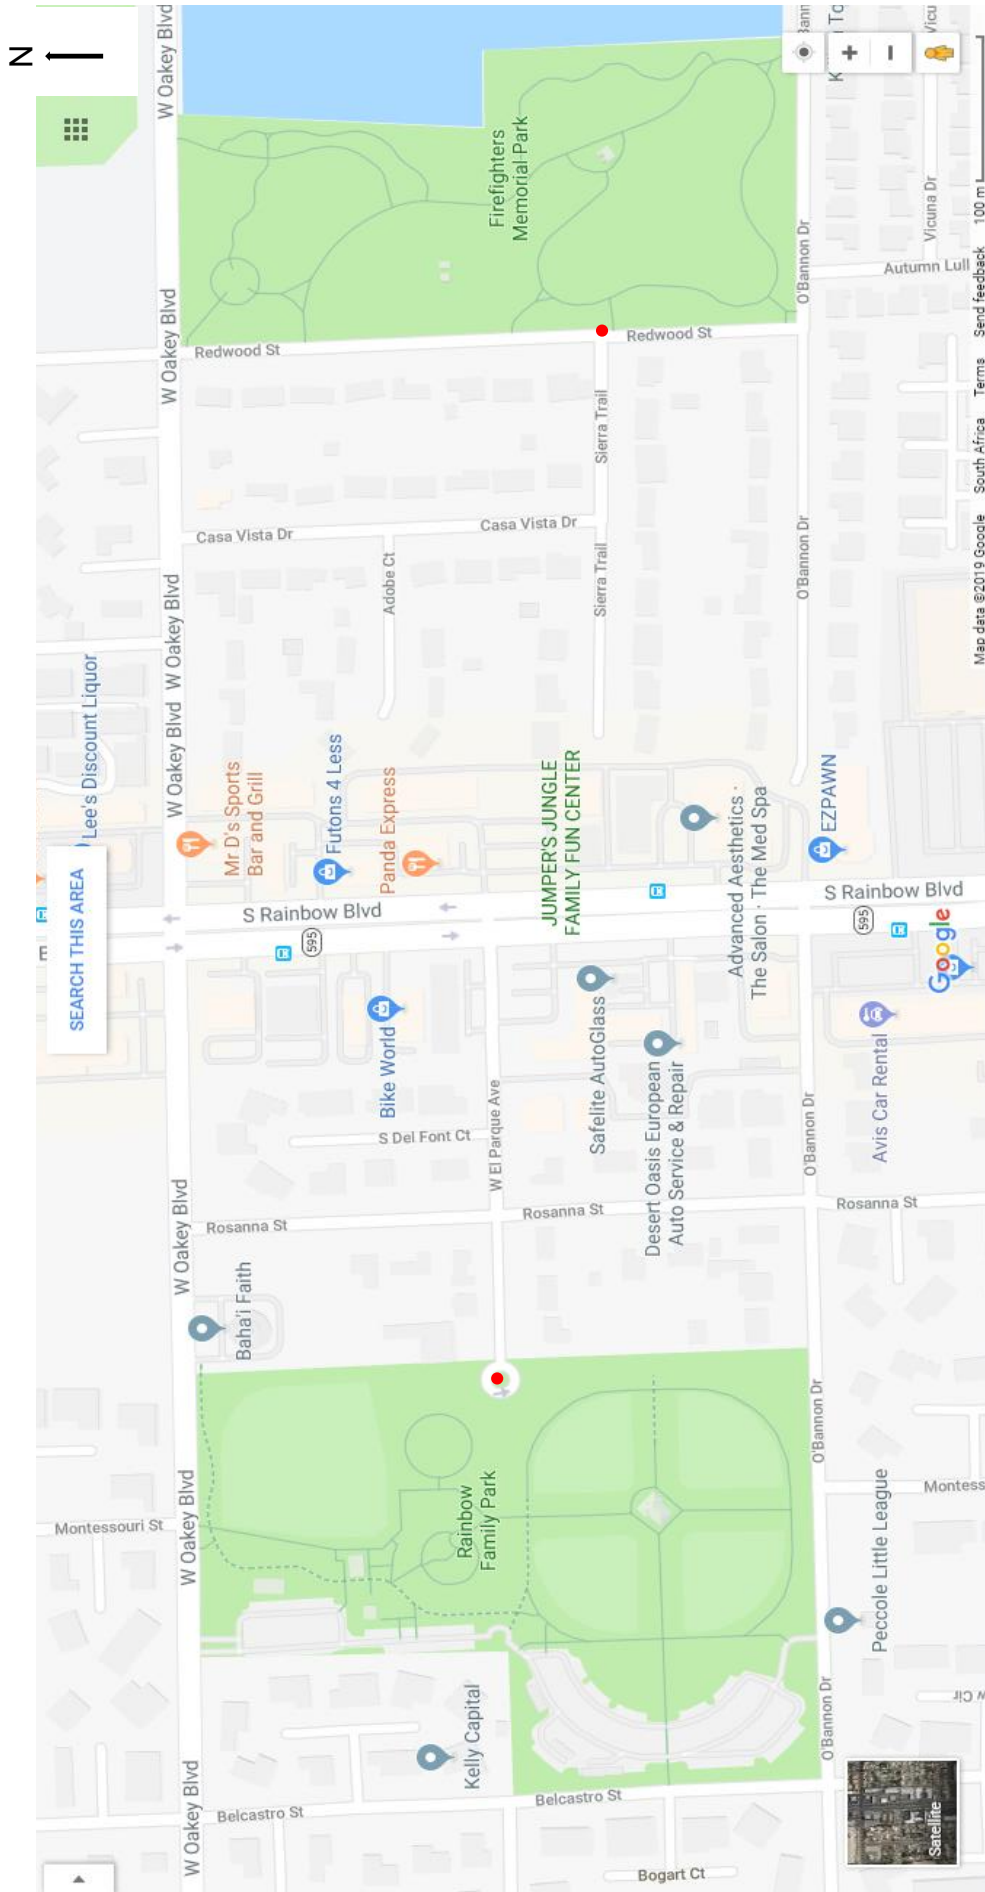 N
SEARCH THIS AREA
Lee's Discount Liquor
Montessouri St
W Oakey Blvd
W Oakey Blvd
W Oakey Blvd
W Oakey Blvd
W Oakey Blvd
W Oakey Blvd
W Oakey Blvd
W Oakey Blvd
Belcastro St
Rosanna St
Baha'i Faith
S Rainbow Blvd
595
Mr D's Sports
Bar and Grill
Casa Vista Dr
Redwood St
Futons 4 Less
Panda Express
Bike World
S Del Font Ct
Adobe Ct
Kelly Capital
Rainbow
Family Park
W El Parque Ave
Casa Vista Dr
Firefighters
Memorial Park
Belcastro St
Rosanna St
JUMPER'S JUNGLE
FAMILY FUN CENTER
Safelite AutoGlass
Sierra Trail
Sierra Trail
Redwood St
Bogart Ct
Desert Oasis European
Auto Service & Repair
Advanced Aesthetics ·
The Salon · The Med Spa
O'Bannon Dr
O'Bannon Dr
O'Bannon Dr
O'Bannon Dr
O'Bannon Dr
EZPAWN
S Rainbow Blvd
595
Rosanna St
Peccole Little League
Avis Car Rental
Autumn Lull
Vicuna Dr
Montess
Satellite
Google
Map data ©2019 Google South Africa Terms Send feedback 100 m